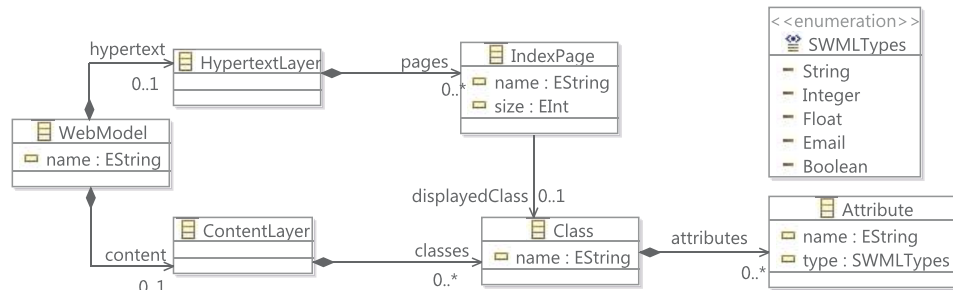 <<enumeration>>
SWMLTypes
String
Integer
Float
Email
Boolean
hypertext
0..1
HypertextLayer
pages
0..*
IndexPage
name : EString
size : EInt
WebModel
name : EString
displayedClass
0..1
content
0..1
ContentLayer
classes
0..*
Class
name : EString
attributes
0..*
Attribute
name : EString
type : SWMLTypes